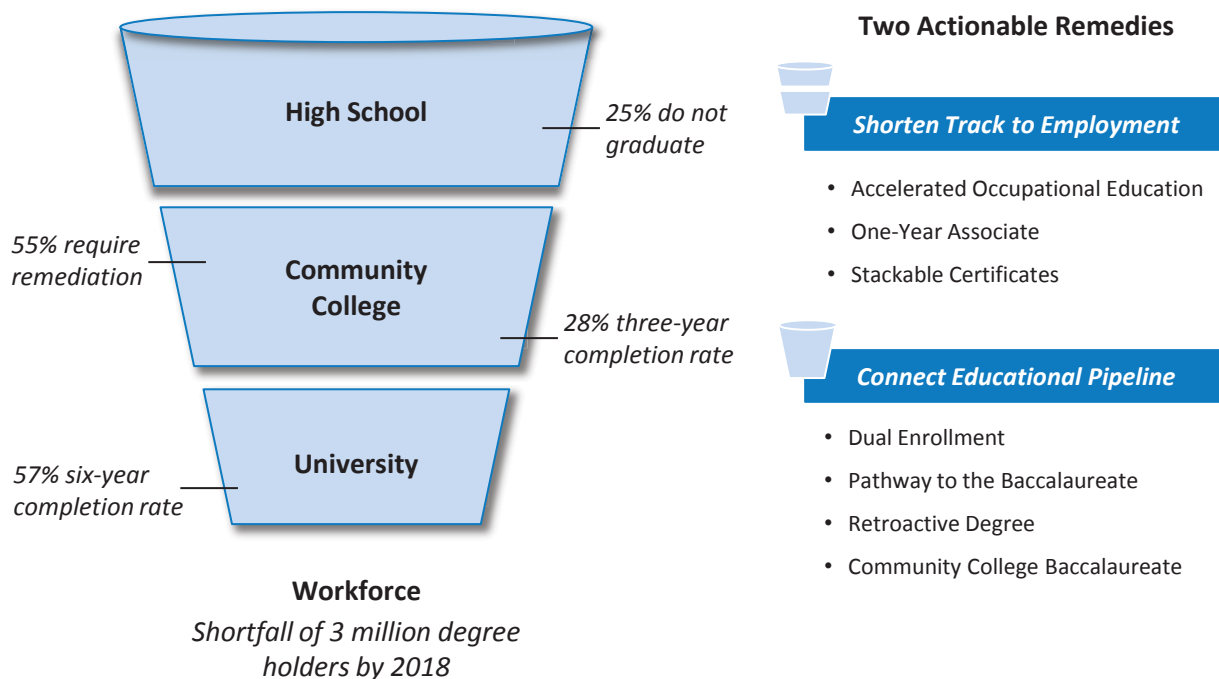 High School
25% do not
graduate
55% require
remediation
Community
College
28% three-year
completion rate
University
57% six-year
completion rate
Workforce
Shortfall of 3 million degree
holders by 2018
Two Actionable Remedies
Shorten Track to Employment
• Accelerated Occupational Education
• One-Year Associate
• Stackable Certificates
Connect Educational Pipeline
• Dual Enrollment
• Pathway to the Baccalaureate
• Retroactive Degree
• Community College Baccalaureate